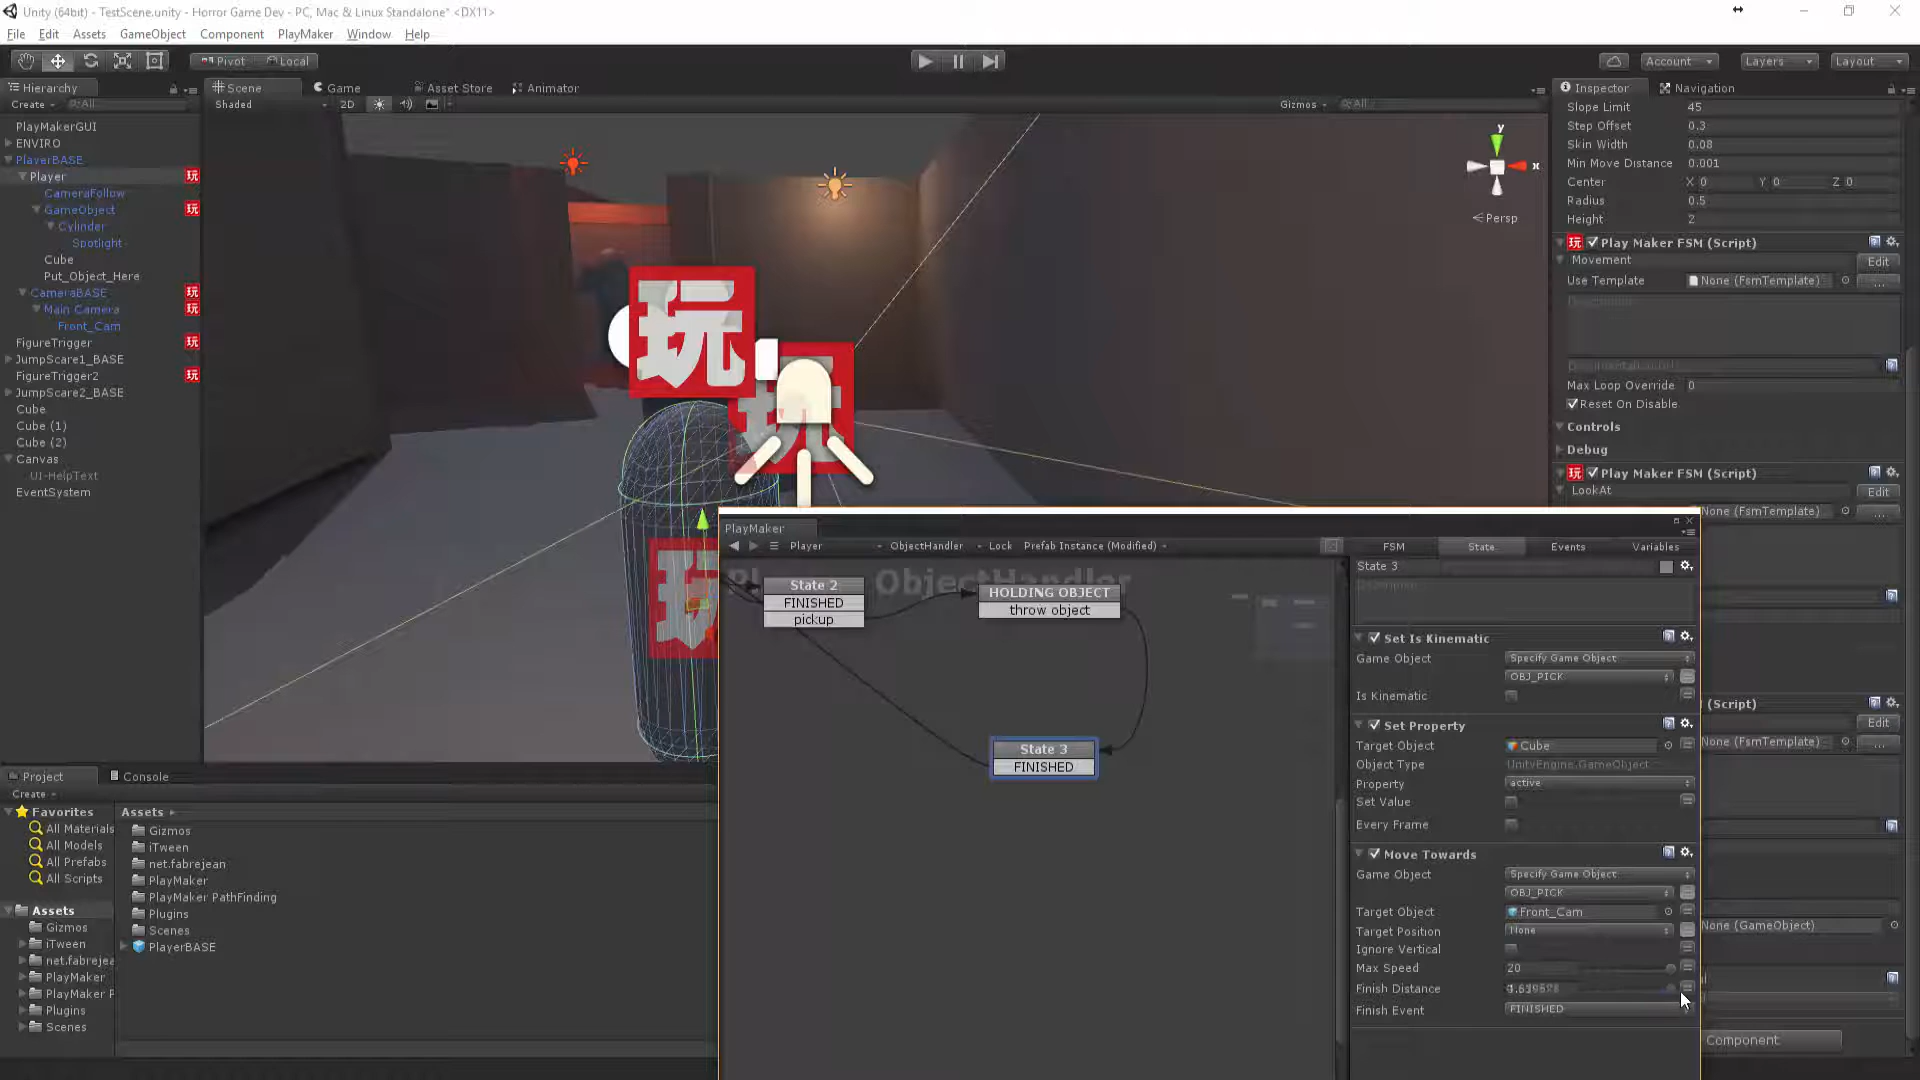 Unity (64bit) - TestScene.unity - Horror Game Dev - PC, Mac & Linux Standalone* <DX11>
File Edit Assets GameObject Component PlayMaker Window Help
Pivot Local
Account Layers Layout
Hierarchy
Create All
PlayMakerGUI
ENVIRO
PlayerBASE
Player 玩
CameraFollow
GameObject 玩
Cylinder
Spotlight
Cube
Put_Object_Here
CameraBASE 玩
Main Camera 玩
Front_Cam
FigureTrigger 玩
JumpScare1_BASE
FigureTrigger2 玩
JumpScare2_BASE
Cube
Cube (1)
Cube (2)
Canvas
UI-HelpText
EventSystem
Scene Game Asset Store Animator
Shaded 2D Gizmos All
y
x
Persp
玩
玩
玩
Inspector Navigation
Slope Limit 45
Step Offset 0.3
Skin Width 0.08
Min Move Distance 0.001
Center X 0 Y 0 Z 0
Radius 0.5
Height 2
玩 Play Maker FSM (Script)
Movement Edit
Use Template None (FsmTemplate) ...
Max Loop Override 0
Reset On Disable
Controls
Debug
玩 Play Maker FSM (Script)
LookAt Edit
None (FsmTemplate) ...
(Script)
Edit
None (FsmTemplate) ...
None (GameObject)
Component
PlayMaker
Player ObjectHandler Lock Prefab Instance (Modified)
ObjectHandler
State 2
FINISHED
pickup
HOLDING OBJECT
throw object
State 3
FINISHED
FSM State Events Variables
State 3
Set Is Kinematic
Game Object Specify Game Object
OBJ_PICK
Is Kinematic
Set Property
Target Object Cube
Object Type UnityEngine.GameObject
Property active
Set Value
Every Frame
Move Towards
Game Object Specify Game Object
OBJ_PICK
Target Object Front_Cam
Target Position None
Ignore Vertical
Max Speed 20
Finish Distance
Finish Event FINISHED
Project Console
Create
Favorites
All Materials
All Models
All Prefabs
All Scripts
Assets
Gizmos
iTween
net.fabrejea
PlayMaker
PlayMaker P
Plugins
Scenes
Assets
Gizmos
iTween
net.fabrejean
PlayMaker
PlayMaker PathFinding
Plugins
Scenes
PlayerBASE